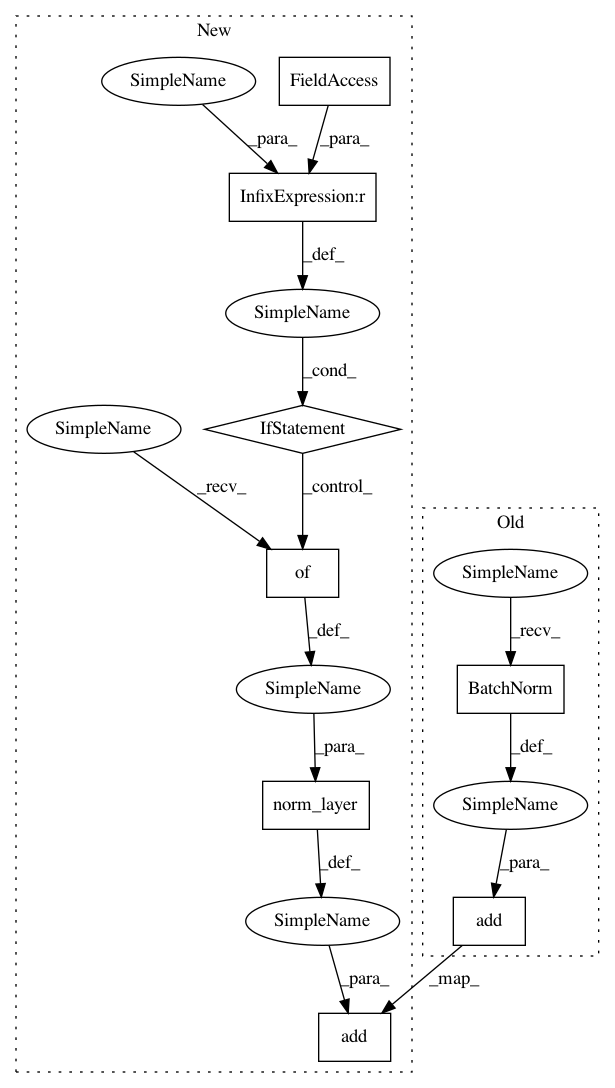 New
SimpleName
FieldAccess
_para_
_para_
InfixExpression:r
_def_
SimpleName
_cond_
SimpleName
IfStatement
_recv_
_control_
Old
of
SimpleName
_def_
_recv_
SimpleName
BatchNorm
_para_
_def_
norm_layer
SimpleName
_def_
_para_
SimpleName
add
_para_
_map_
add